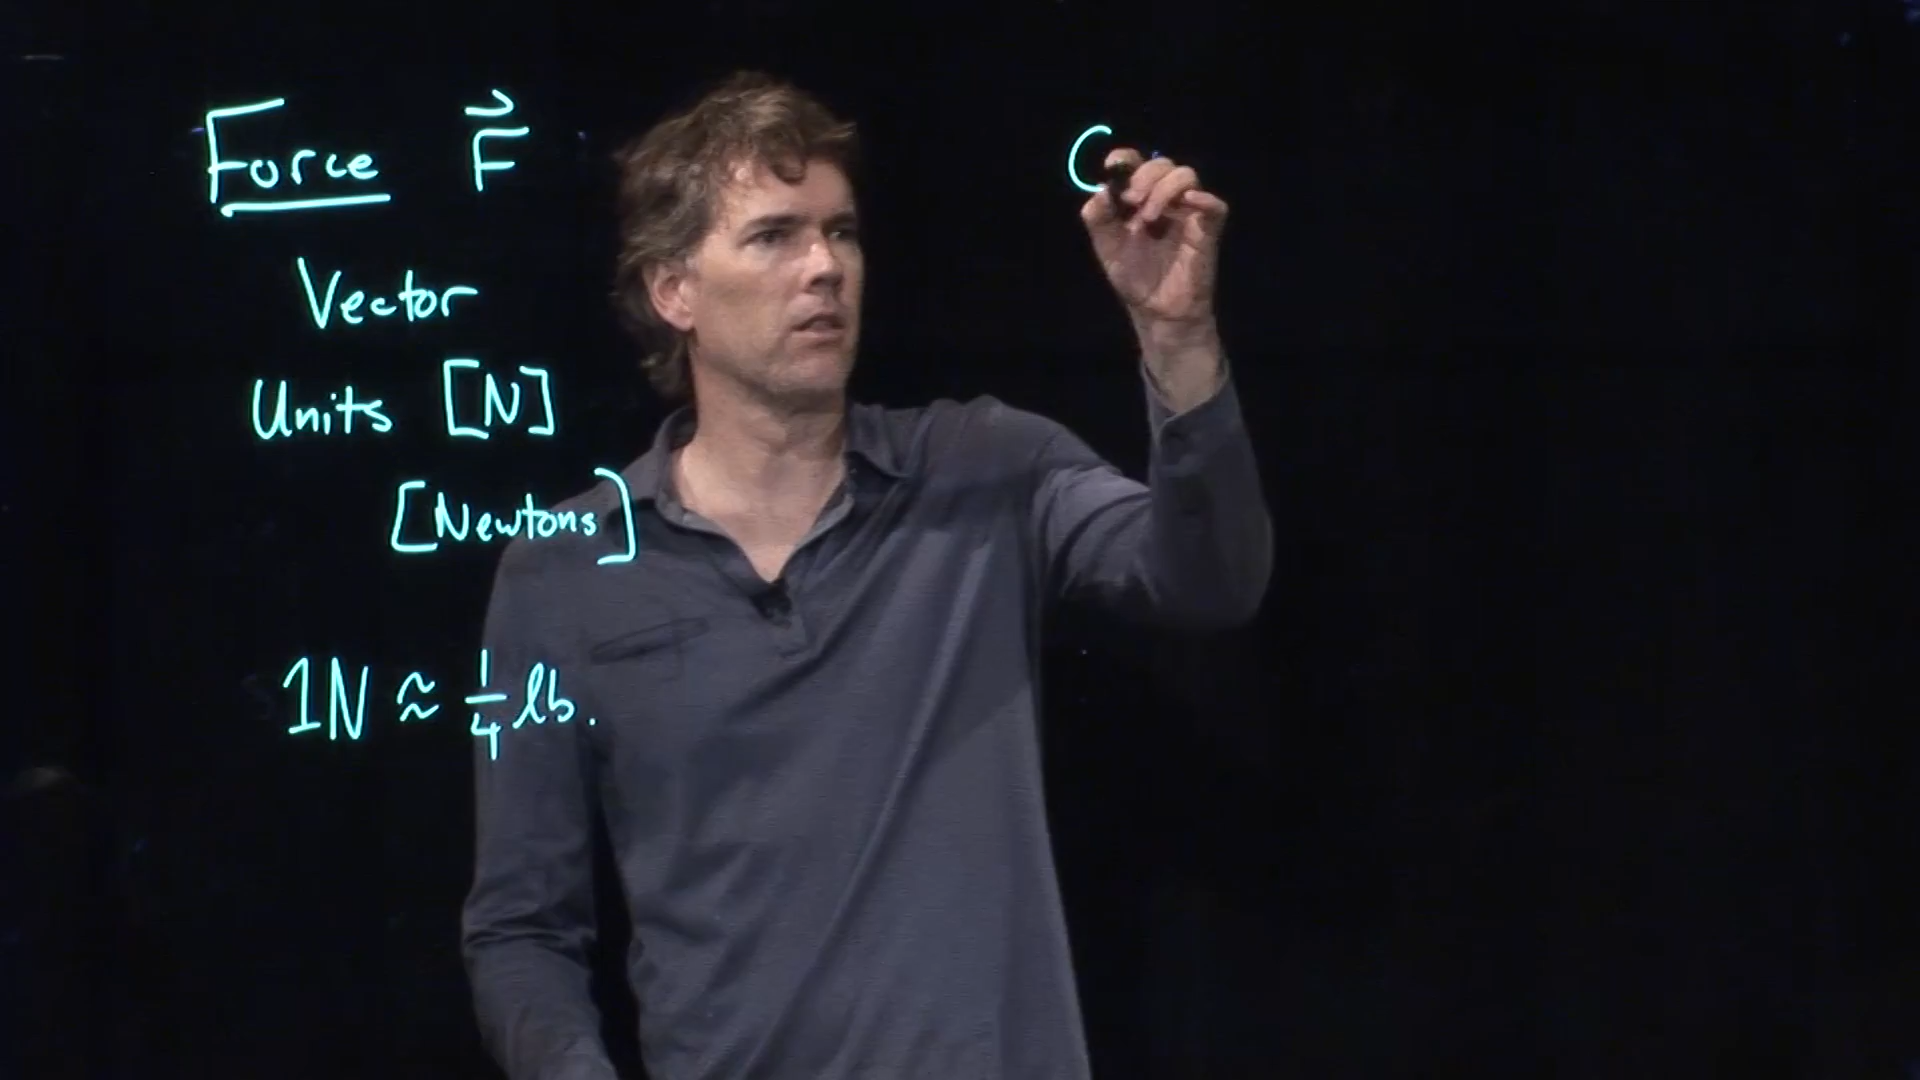 Force F⃗
Vector
Units [N]
[Newtons]
1N ≈ 1/4 lb.
C